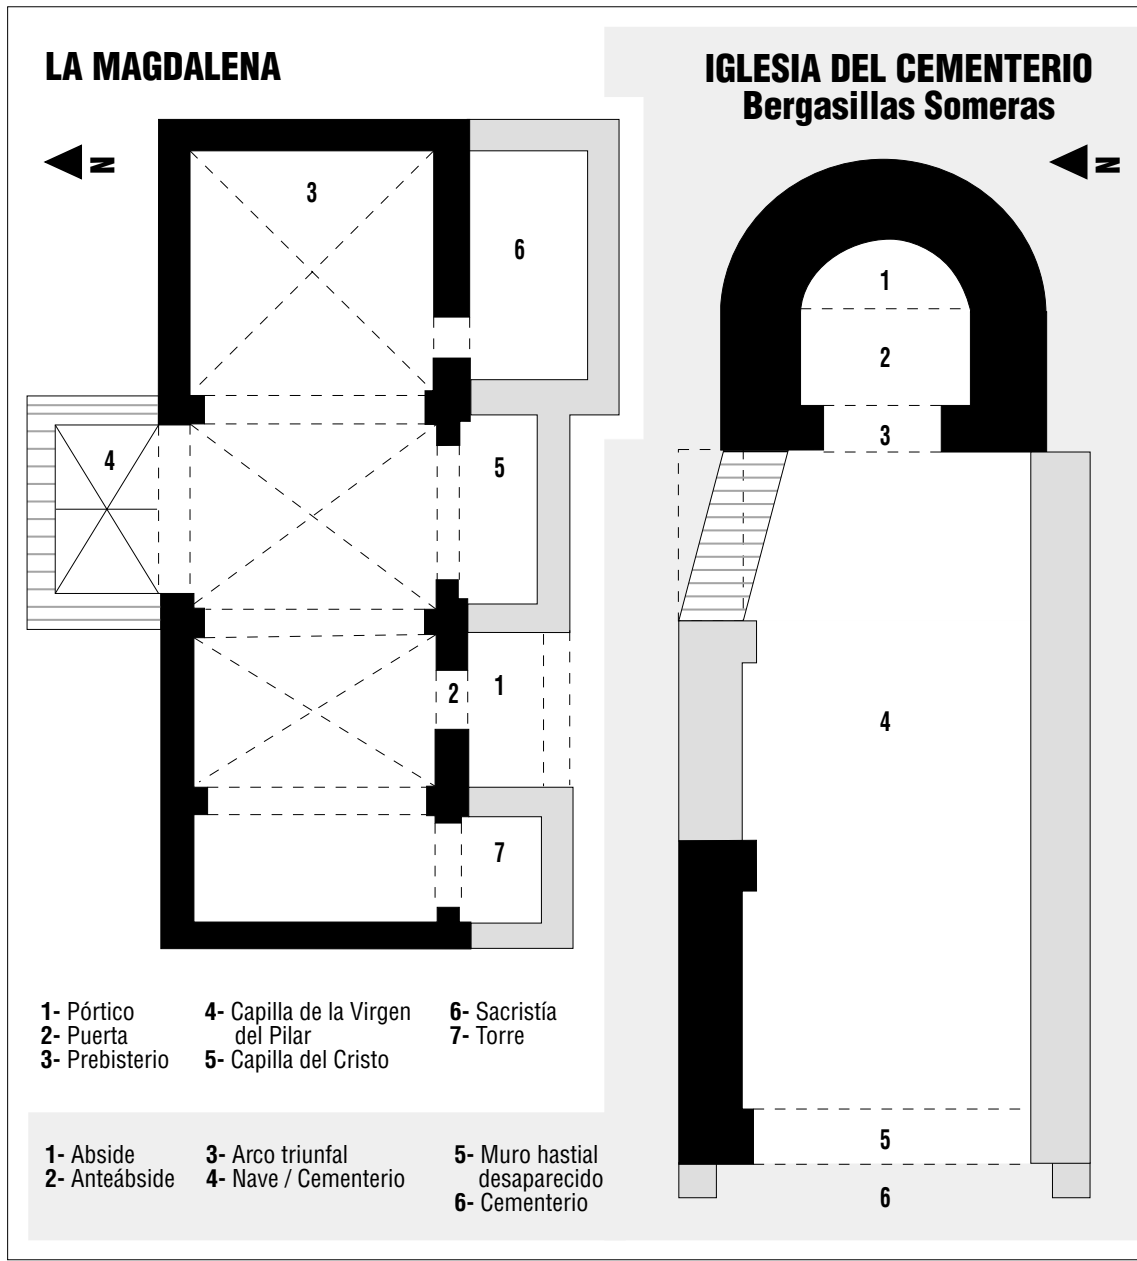 LA MAGDALENA
N
3
6
4
5
2
1
7
1- Pórtico
2- Puerta
3- Prebisterio
4- Capilla de la Virgen
del Pilar
5- Capilla del Cristo
6- Sacristía
7- Torre
IGLESIA DEL CEMENTERIO
Bergasillas Someras
N
1
2
3
4
5
6
1- Abside
2- Anteábside
3- Arco triunfal
4- Nave / Cementerio
5- Muro hastial
desaparecido
6- Cementerio